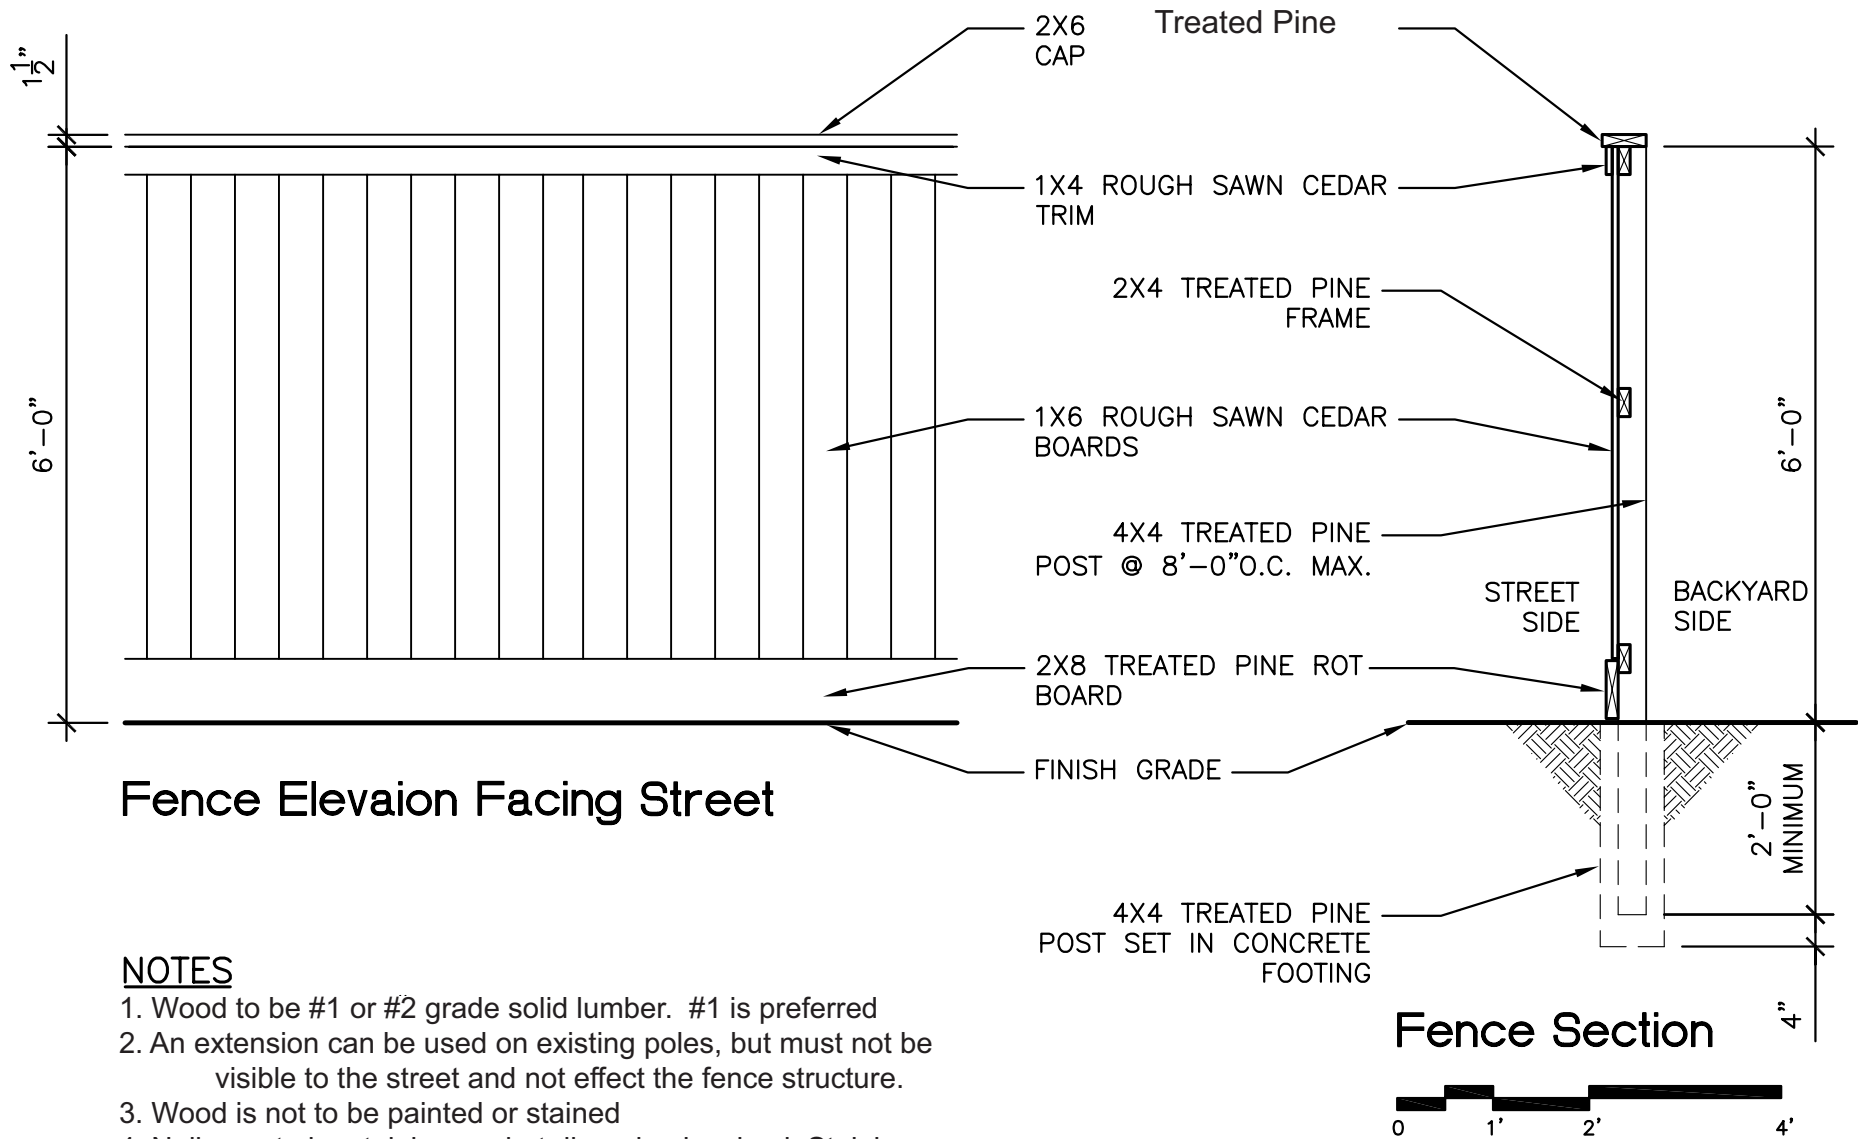 1 1/2"
6'-0"
2X6
CAP
Treated Pine
1X4 ROUGH SAWN CEDAR
TRIM
2X4 TREATED PINE
FRAME
1X6 ROUGH SAWN CEDAR
BOARDS
4X4 TREATED PINE
POST @ 8'-0"O.C. MAX.
STREET
SIDE
BACKYARD
SIDE
6'-0"
2X8 TREATED PINE ROT
BOARD
FINISH GRADE
2'-0"
MINIMUM
4X4 TREATED PINE
POST SET IN CONCRETE
FOOTING
4"
Fence Elevaion Facing Street
NOTES
1. Wood to be #1 or #2 grade solid lumber. #1 is preferred
2. An extension can be used on existing poles, but must not be
visible to the street and not effect the fence structure.
3. Wood is not to be painted or stained
Fence Section
0 1' 2' 4'